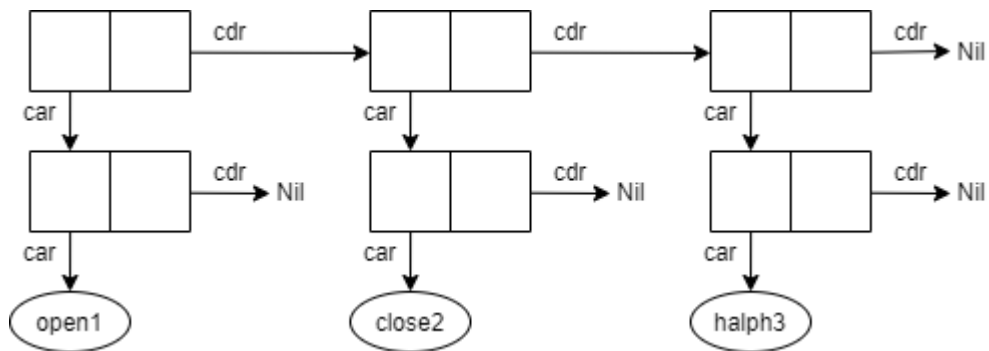 cdr cdr cdr Nil
car car car
cdr Nil cdr Nil cdr Nil
car car car
open1 close2 halph3